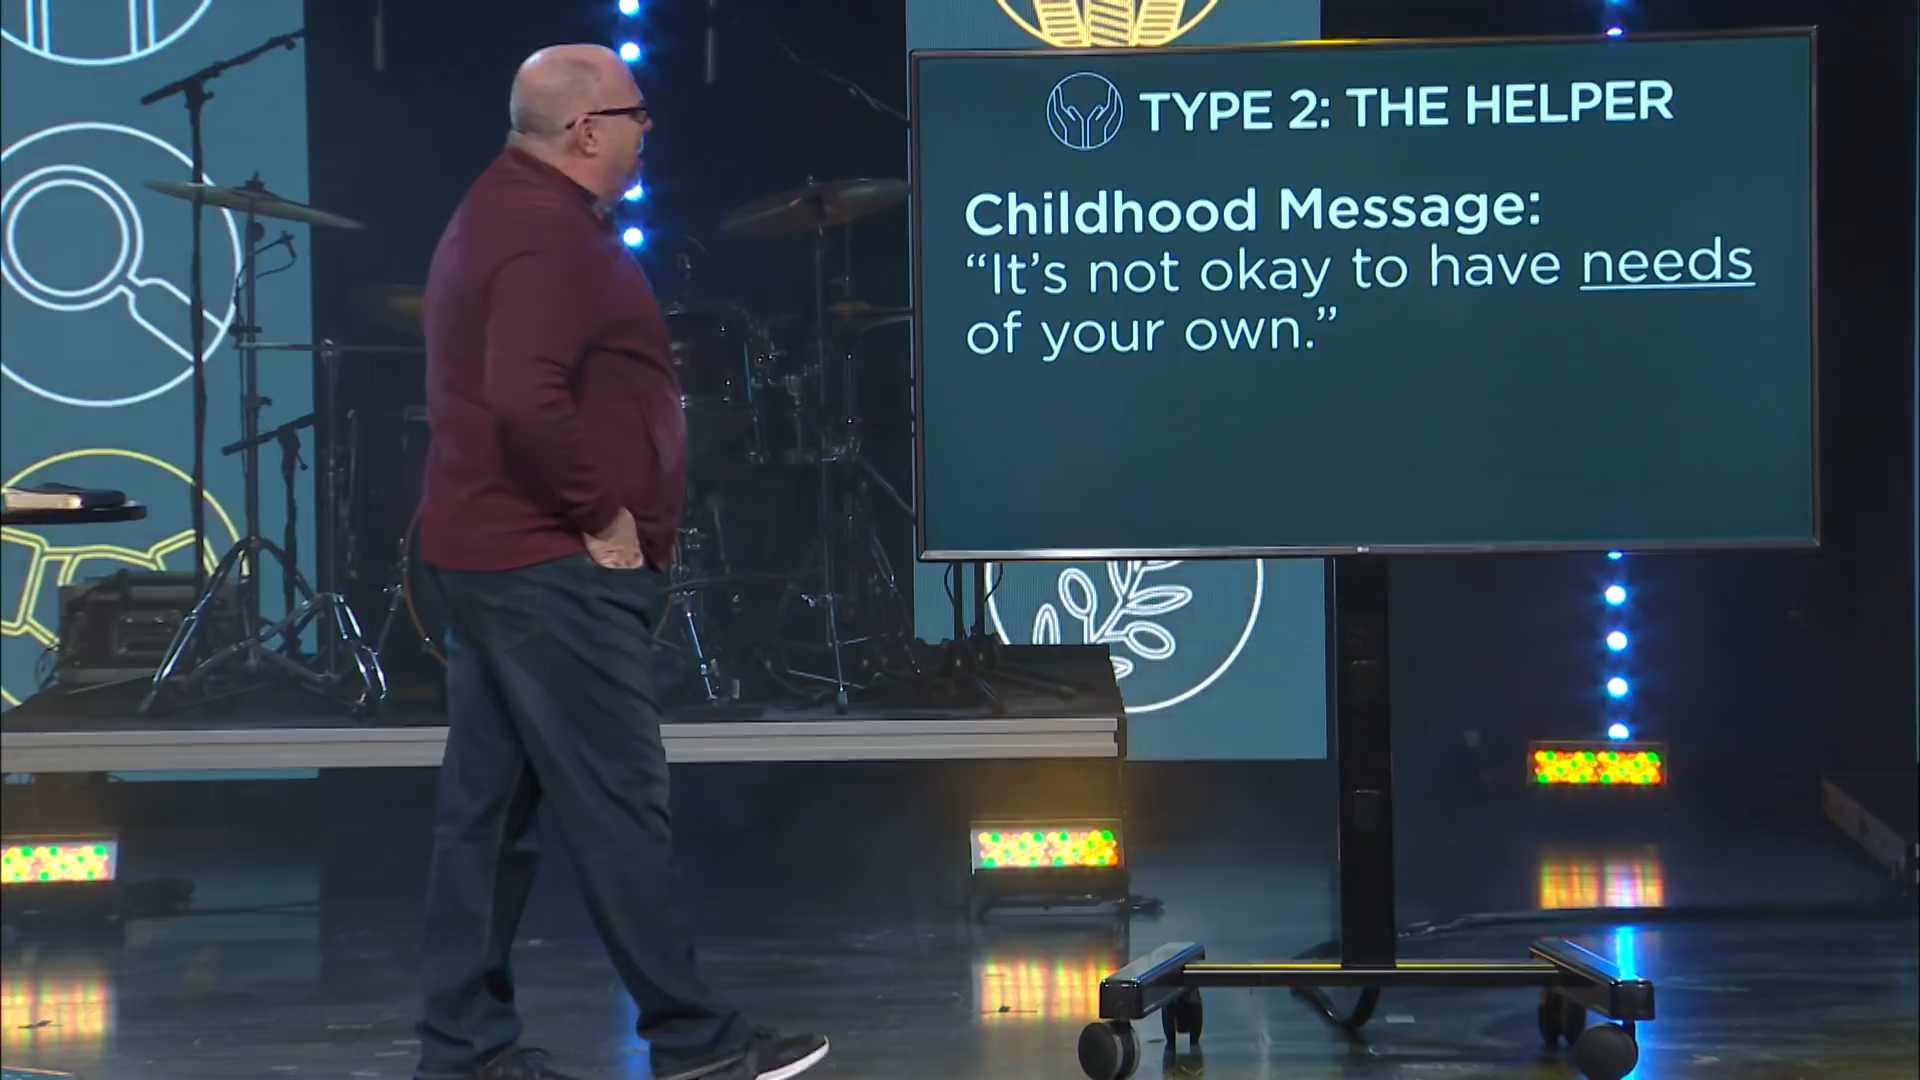 TYPE 2: THE HELPER
Childhood Message:
“It’s not okay to have needs
of your own.”